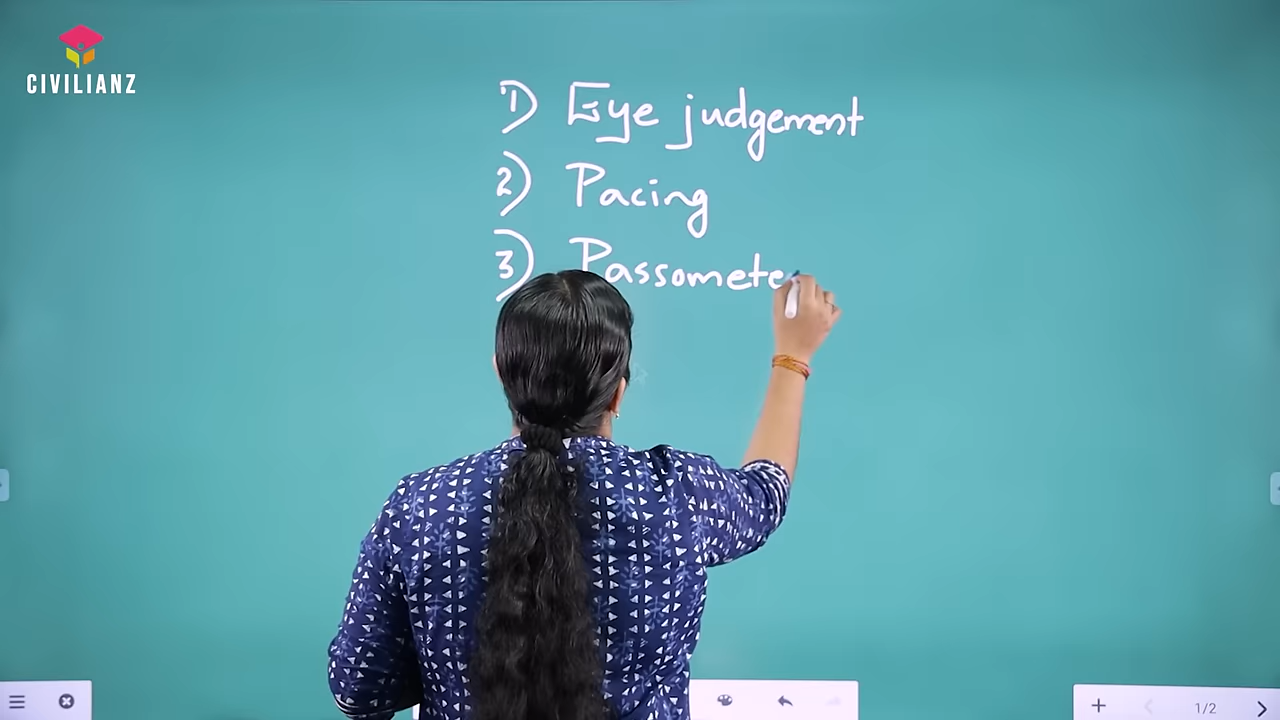 CIVILIANZ
1) Eye judgement
2) Pacing
3) Passomete
1/2